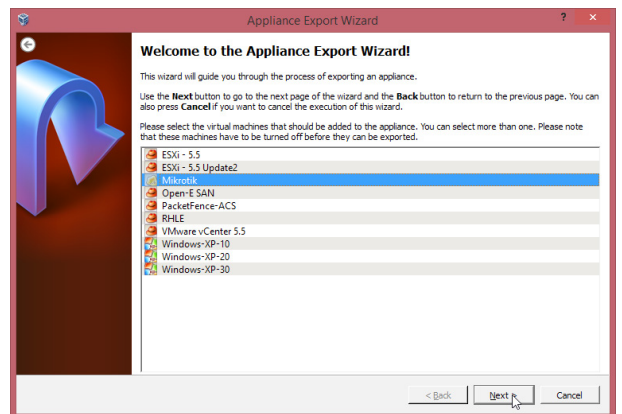 Appliance Export Wizard
? ×
Welcome to the Appliance Export Wizard!
This wizard will guide you through the process of exporting an appliance.
Use the Next button to go to the next page of the wizard and the Back button to return to the previous page. You can
also press Cancel if you want to cancel the execution of this wizard.
Please select the virtual machines that should be added to the appliance. You can select more than one. Please note
that these machines have to be turned off before they can be exported.
ESXi - 5.5
ESXi - 5.5 Update2
Mikrotik
Open-E SAN
PacketFence-ACS
RHLE
VMware vCenter 5.5
Windows-XP-10
Windows-XP-20
Windows-XP-30
< Back Next > Cancel